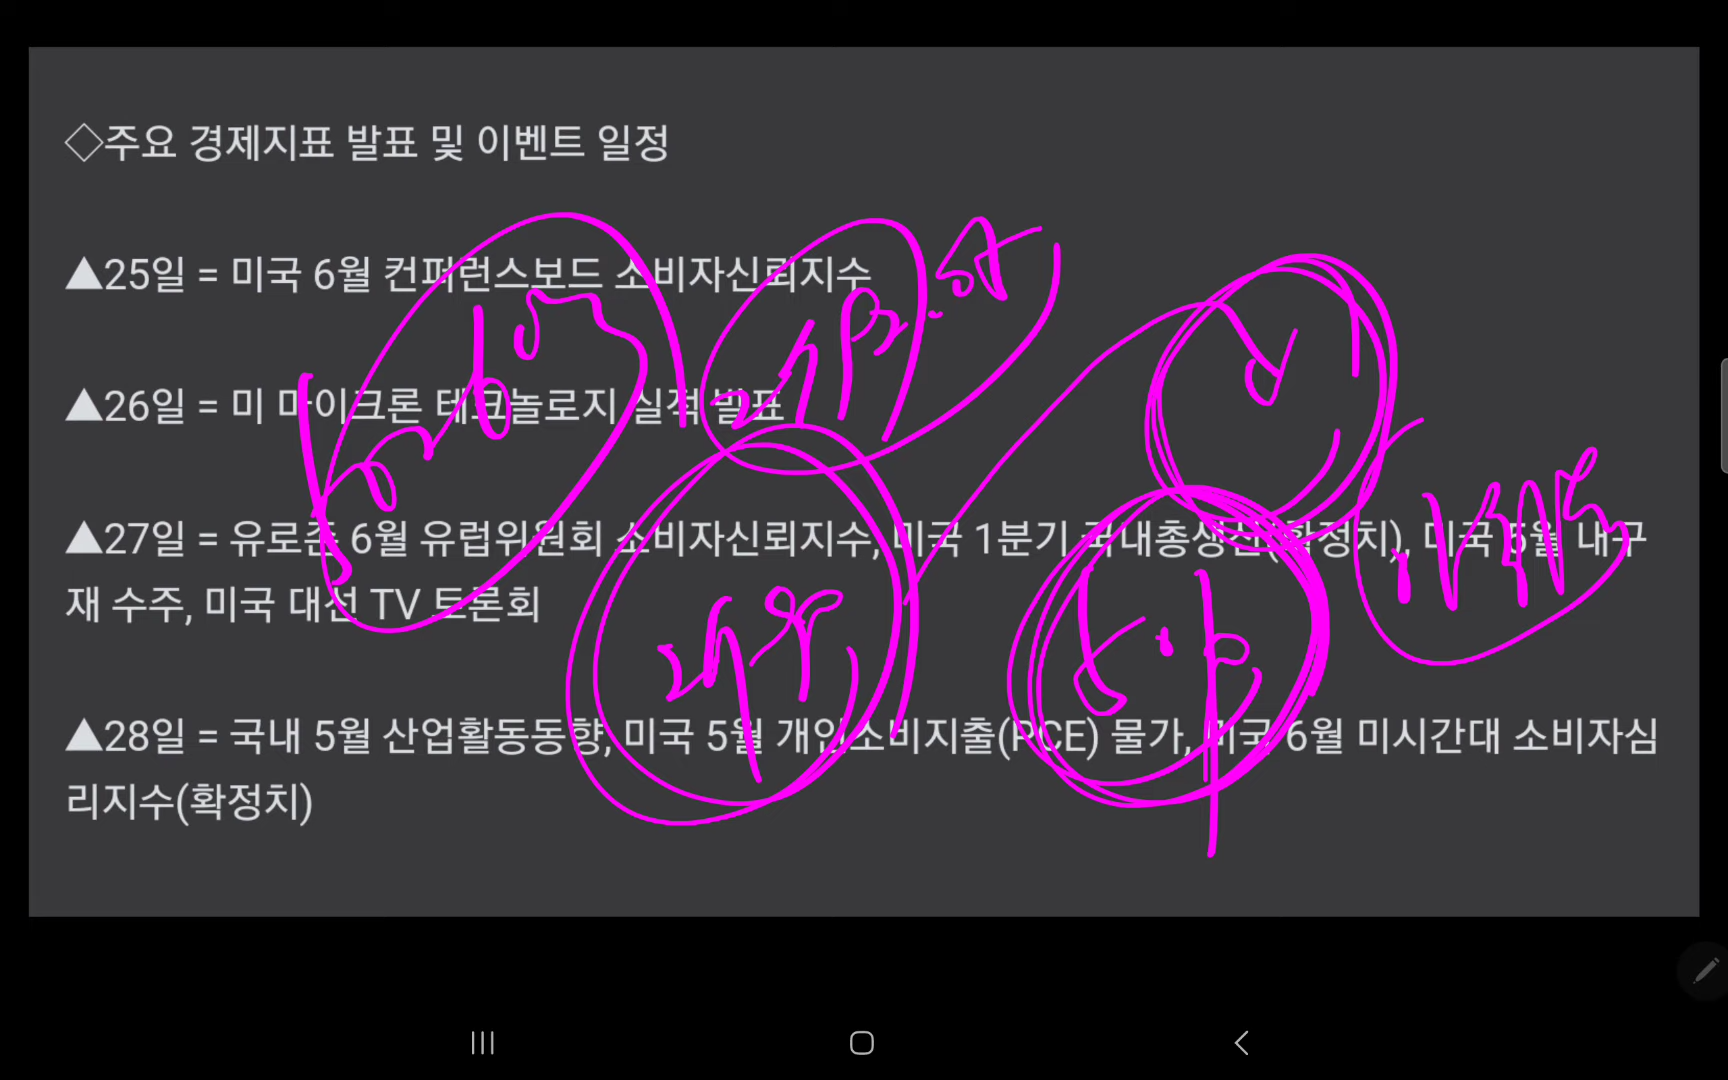 ◇주요 경제지표 발표 및 이벤트 일정
▲25일 = 미국 6월 컨퍼런스보드 소비자신뢰지수
▲26일 = 미 마이크론 테크놀로지 실적 발표
▲27일 = 유로존 6월 유럽위원회 소비자신뢰지수, 미국 1분기 국내총생산(확정치), 미국 5월 내구
재 수주, 미국 대선 TV 토론회
▲28일 = 국내 5월 산업활동동향, 미국 5월 개인소비지출(PCE) 물가, 미국 6월 미시간대 소비자심
리지수(확정치)